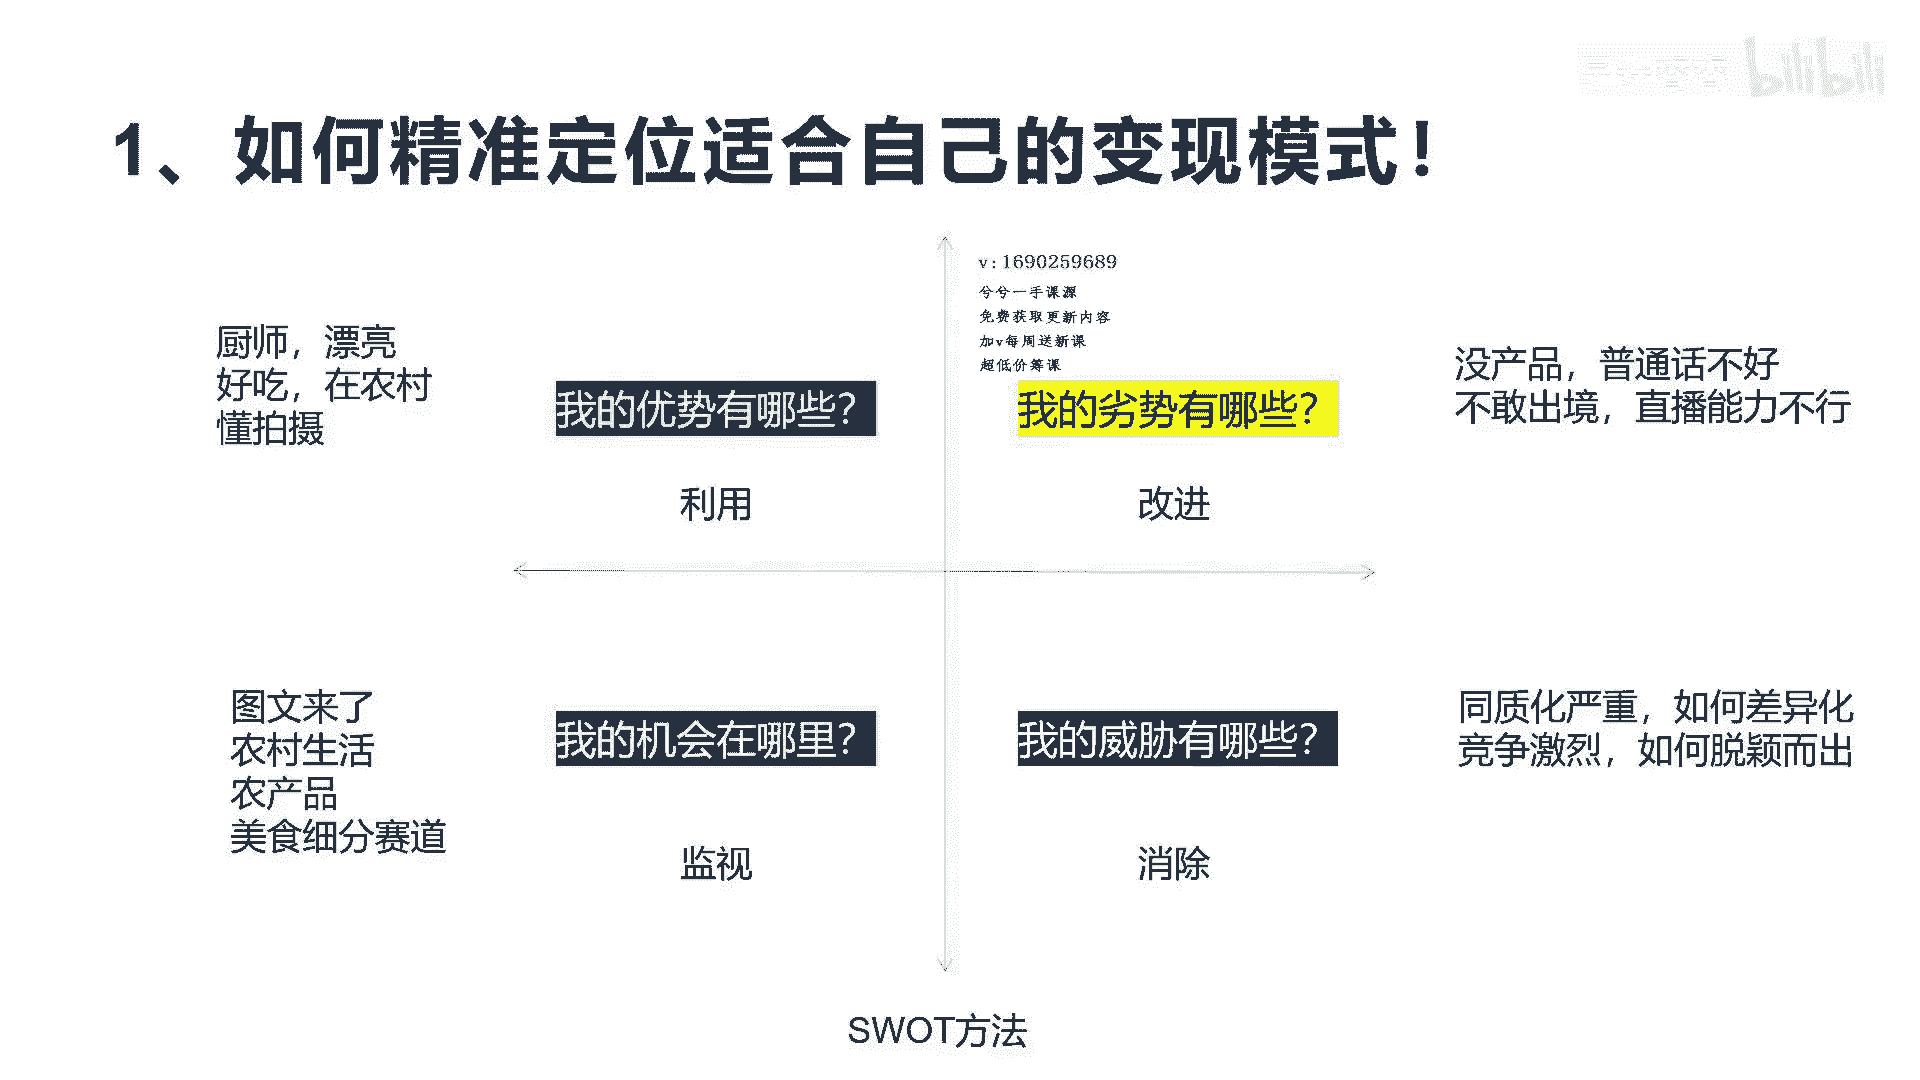 bilibili
1、如何精准定位适合自己的变现模式！
v:1690259689
兮兮一手课源
免费获取更新内容
加v每周送新课
超低价筹课
厨师，漂亮
好吃，在农村
懂拍摄
我的优势有哪些？
利用
我的劣势有哪些？
改进
没产品，普通话不好
不敢出境，直播能力不行
图文来了
农村生活
农产品
美食细分赛道
我的机会在哪里？
监视
我的威胁有哪些？
消除
同质化严重，如何差异化
竞争激烈，如何脱颖而出
SWOT方法